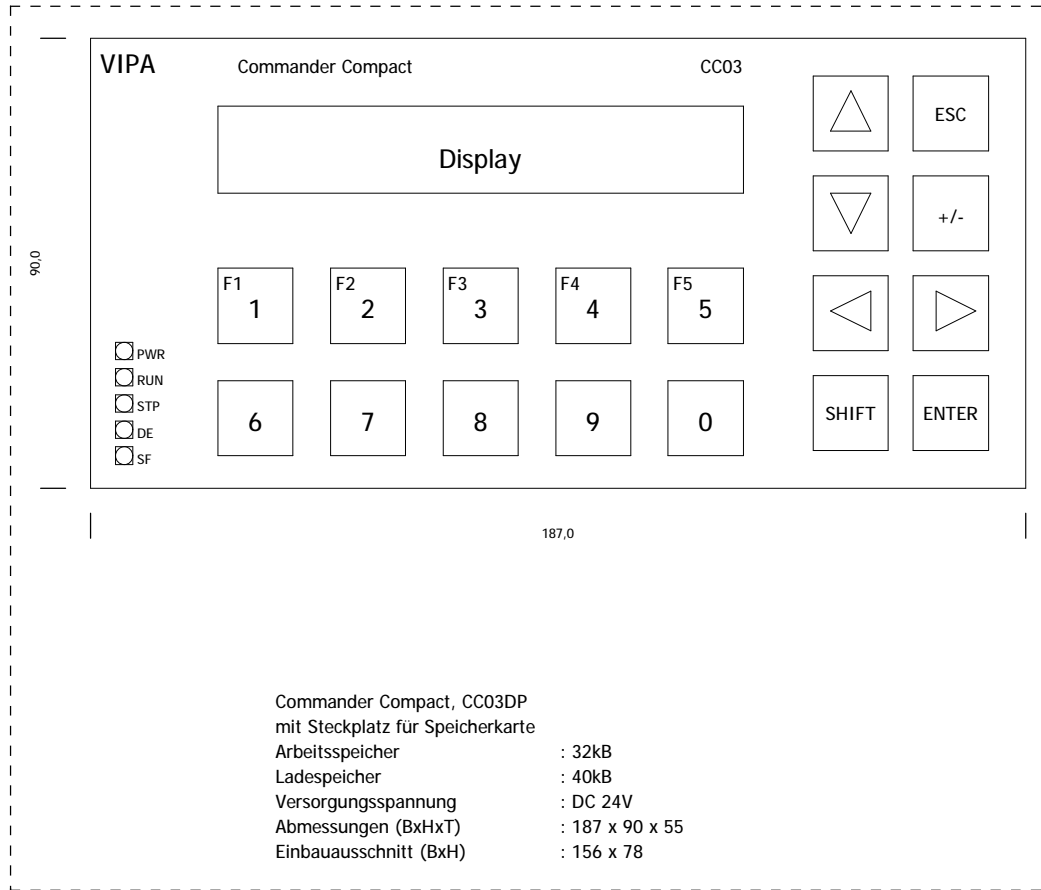 VIPA Commander Compact CC03
Display
ESC
+/-
90,0
F1 F2 F3 F4 F5
1 2 3 4 5
PWR
RUN
STP
DE
SF
6 7 8 9 0
SHIFT ENTER
187,0
Commander Compact, CC03DP
mit Steckplatz für Speicherkarte
Arbeitsspeicher : 32kB
Ladespeicher : 40kB
Versorgungsspannung : DC 24V
Abmessungen (BxHxT) : 187 x 90 x 55
Einbauausschnitt (BxH) : 156 x 78